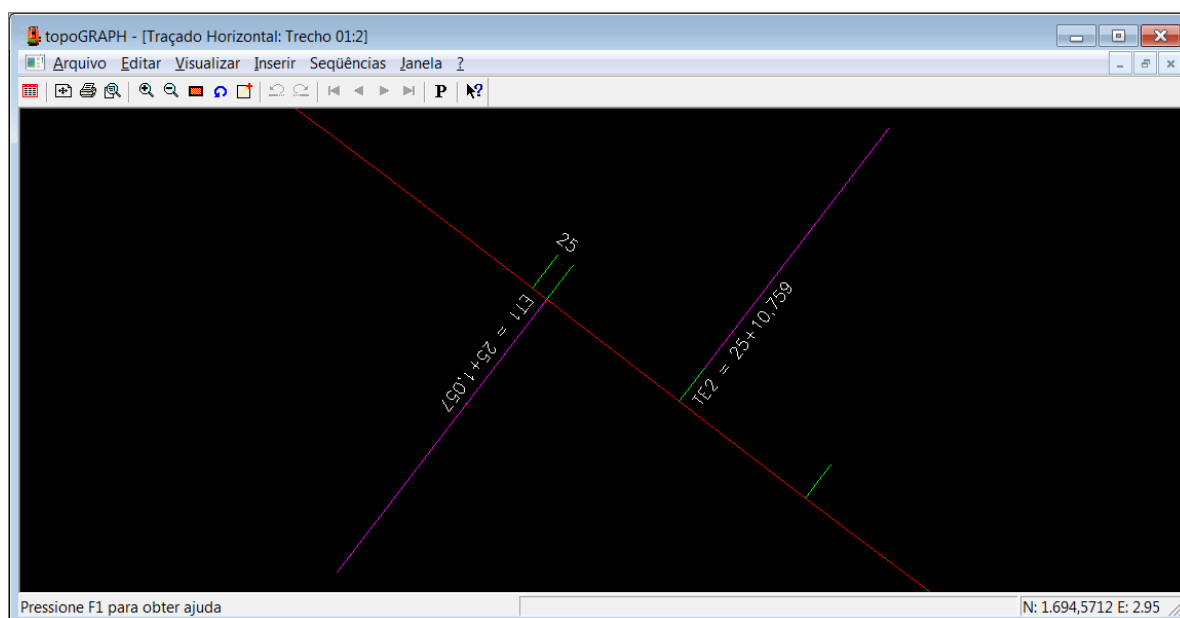 topoGRAPH - [Traçado Horizontal: Trecho 01:2]
Arquivo Editar Visualizar Inserir Seqüências Janela ?
P ?
25
ET1 = 25+1,057
TE2 = 25+10,759
Pressione F1 para obter ajuda
N: 1.694,5712 E: 2.95